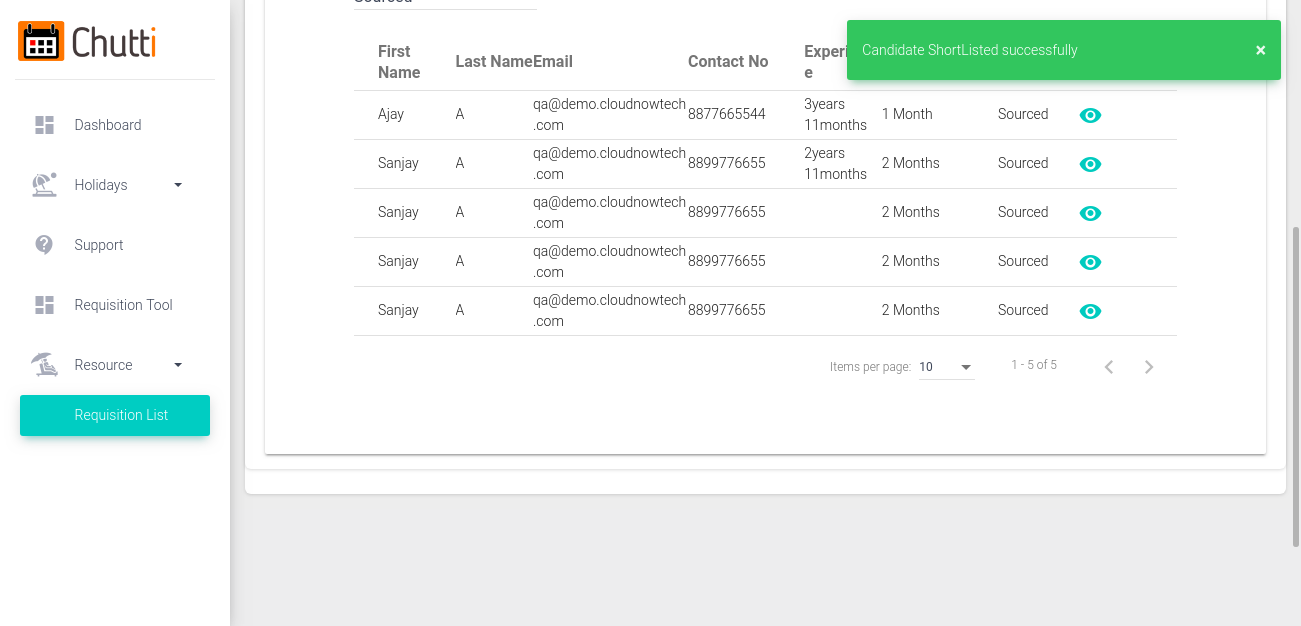 Chutti
Dashboard
Holidays
Support
Requisition Tool
Resource
Requisition List
Sourced
Candidate ShortListed successfully ×
First Name Last Name Email Contact No Experi
e
Ajay A qa@demo.cloudnowtech.com 8877665544 3years 11months 1 Month Sourced
Sanjay A qa@demo.cloudnowtech.com 8899776655 2years 11months 2 Months Sourced
Sanjay A qa@demo.cloudnowtech.com 8899776655 2 Months Sourced
Sanjay A qa@demo.cloudnowtech.com 8899776655 2 Months Sourced
Sanjay A qa@demo.cloudnowtech.com 8899776655 2 Months Sourced
Items per page: 10 1 - 5 of 5